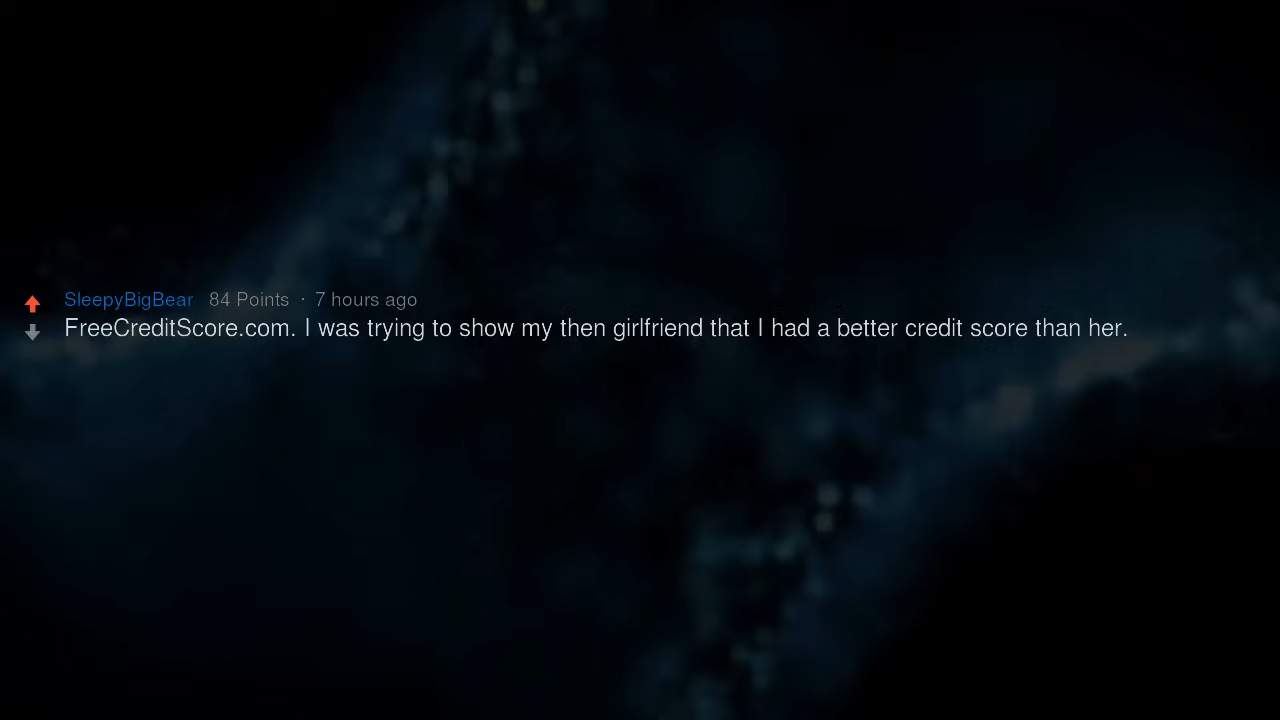 SleepyBigBear 84 Points · 7 hours ago
FreeCreditScore.com. I was trying to show my then girlfriend that I had a better credit score than her.